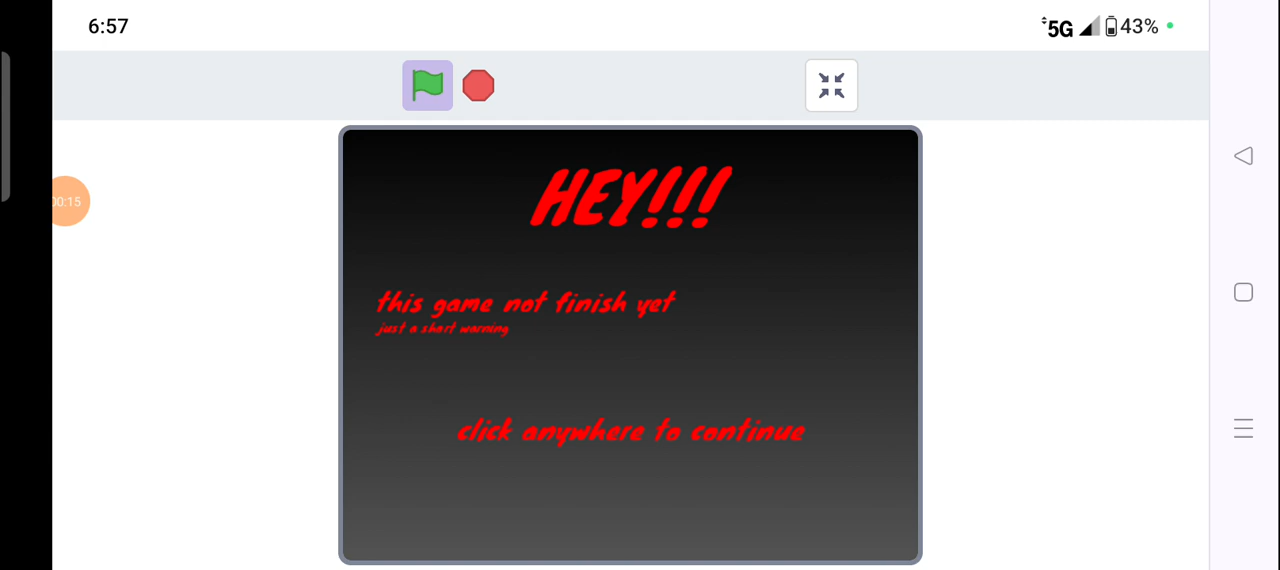 6:57
5G 43%
00:15
HEY!!!
this game not finish yet
just a short warning
click anywhere to continue